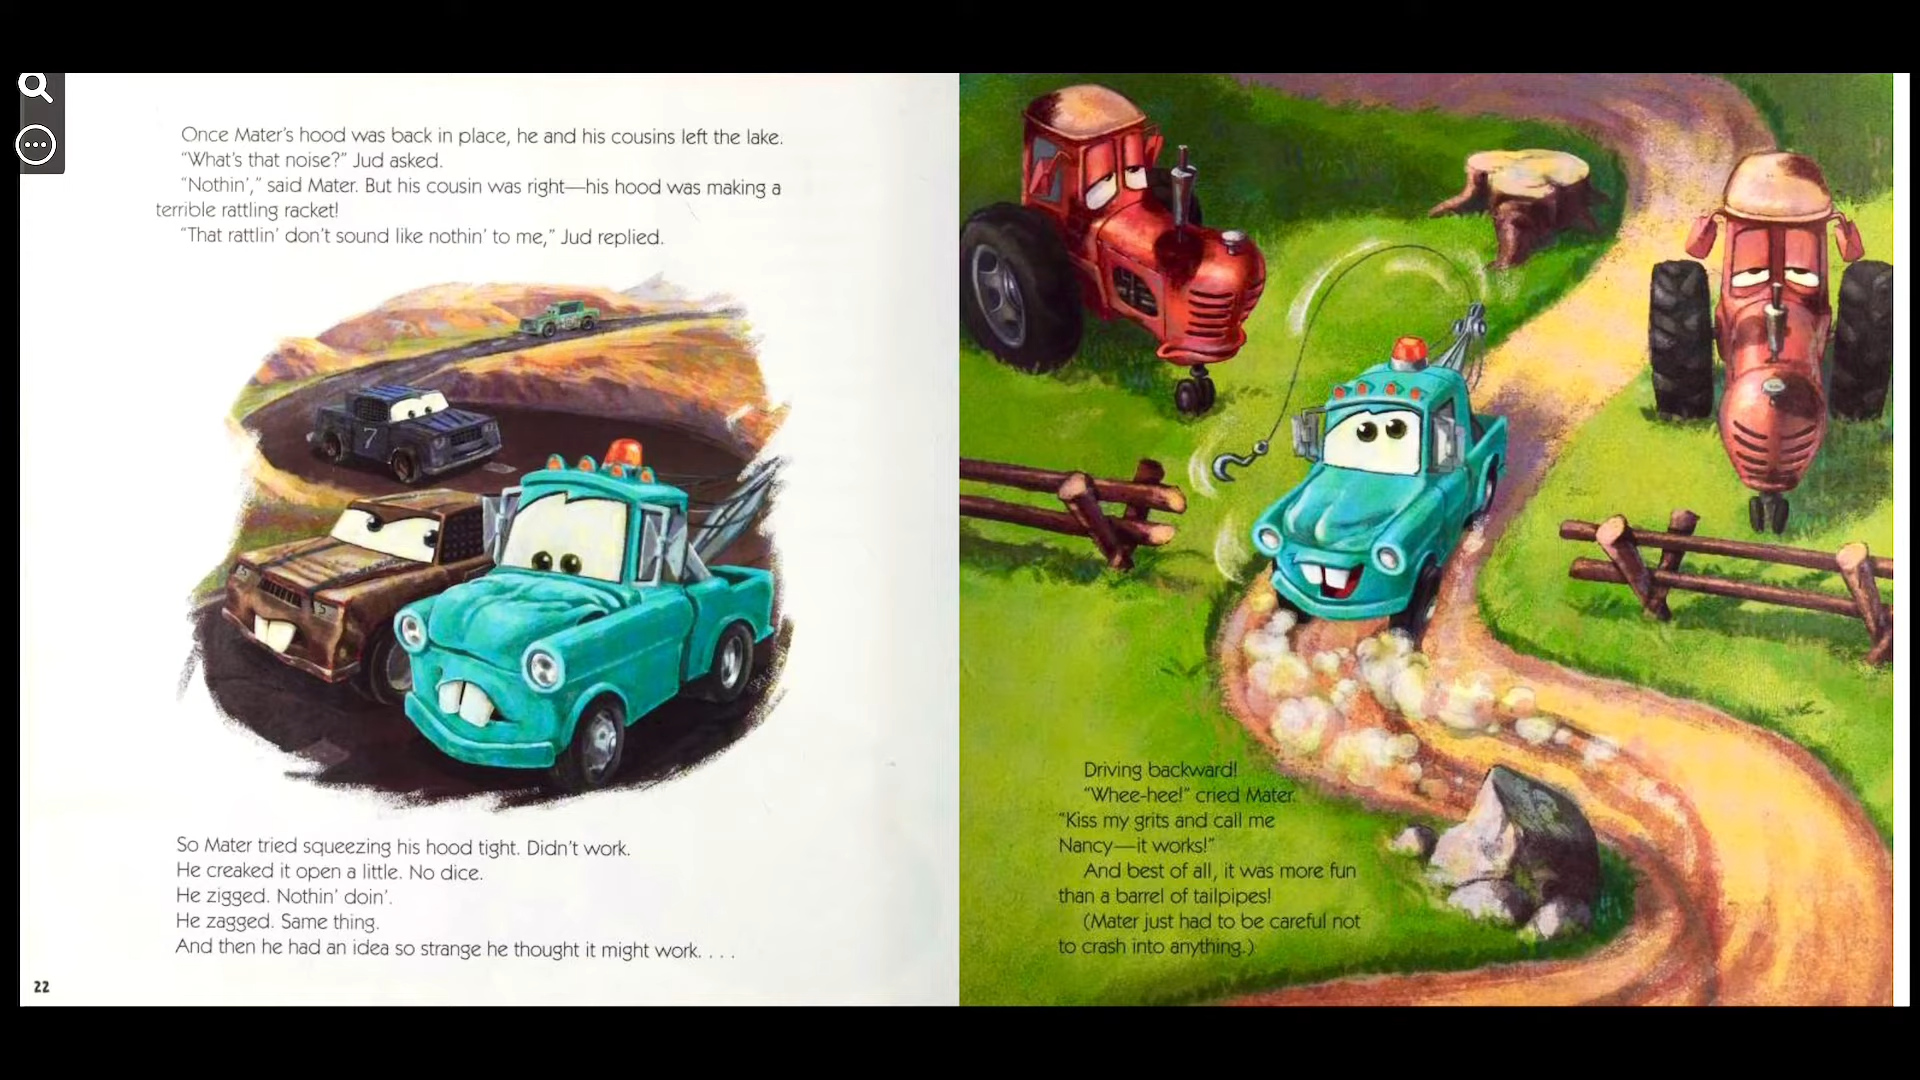 Once Mater's hood was back in place, he and his cousins left the lake.
“What's that noise?” Jud asked.
“Nothin',” said Mater. But his cousin was right—his hood was making a
terrible rattling racket!
“That rattlin' don't sound like nothin' to me,” Jud replied.
7
5
5
So Mater tried squeezing his hood tight. Didn't work.
He creaked it open a little. No dice.
He zigged. Nothin' doin'.
He zagged. Same thing.
And then he had an idea so strange he thought it might work. . . .
22
Driving backward!
“Whee-hee!” cried Mater.
“Kiss my grits and call me
Nancy—it works!”
And best of all, it was more fun
than a barrel of tailpipes!
(Mater just had to be careful not
to crash into anything.)